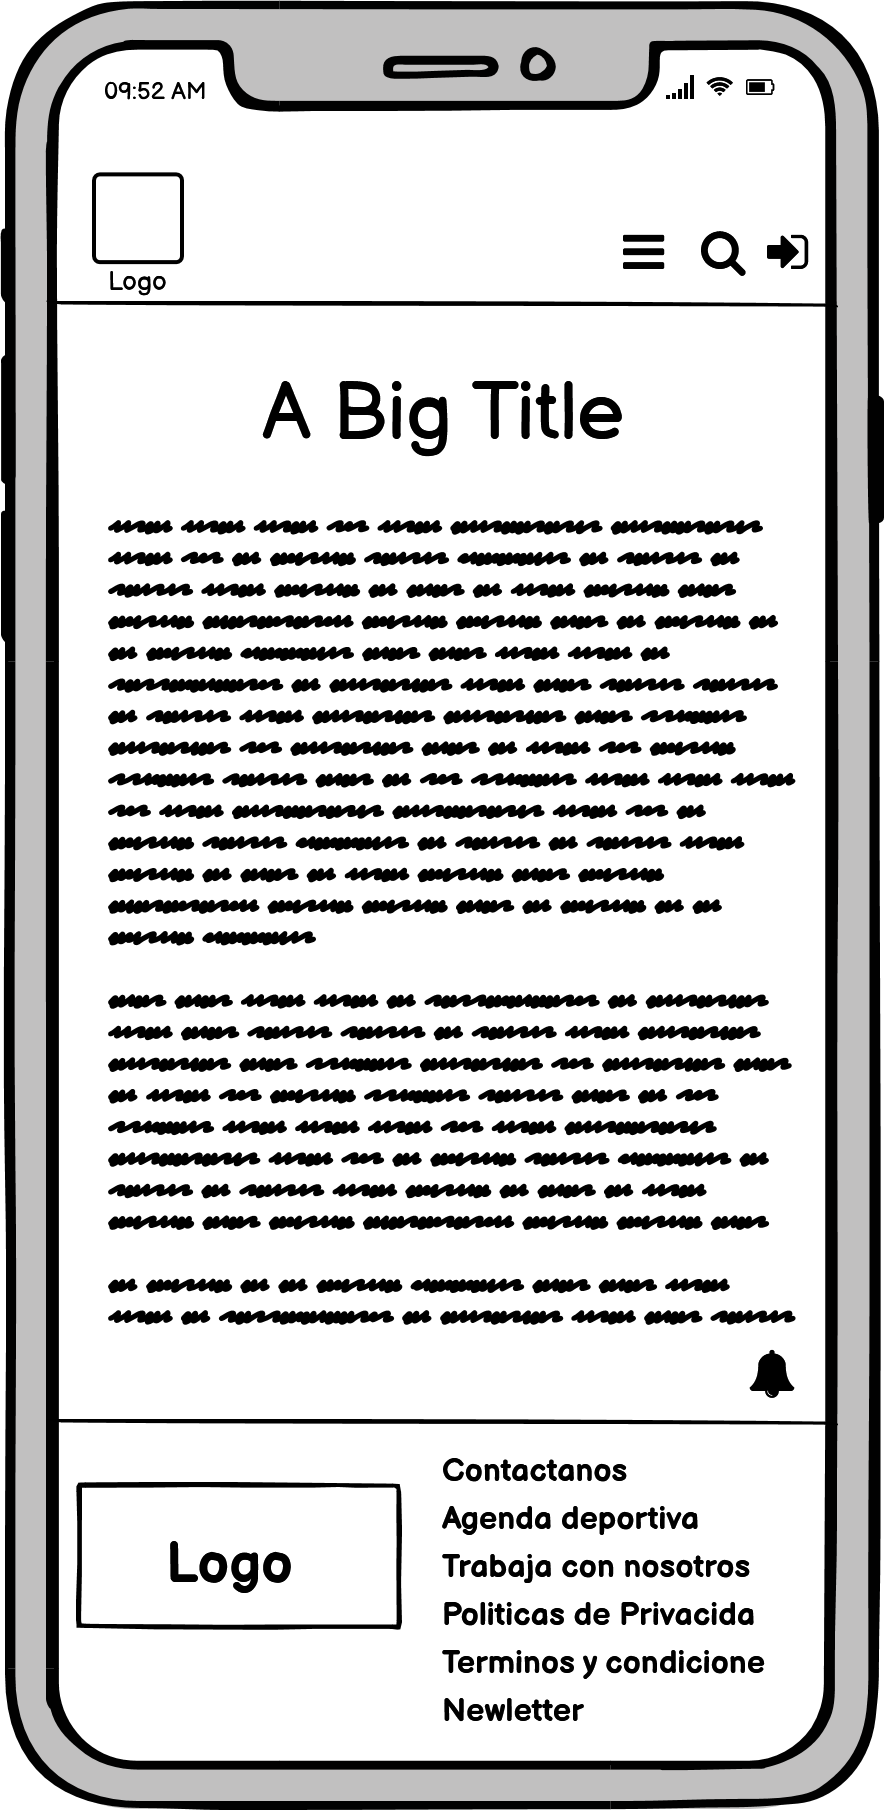 09:52 AM
Logo
A Big Title
Logo
Contactanos
Agenda deportiva
Trabaja con nosotros
Politicas de Privacida
Terminos y condicione
Newletter